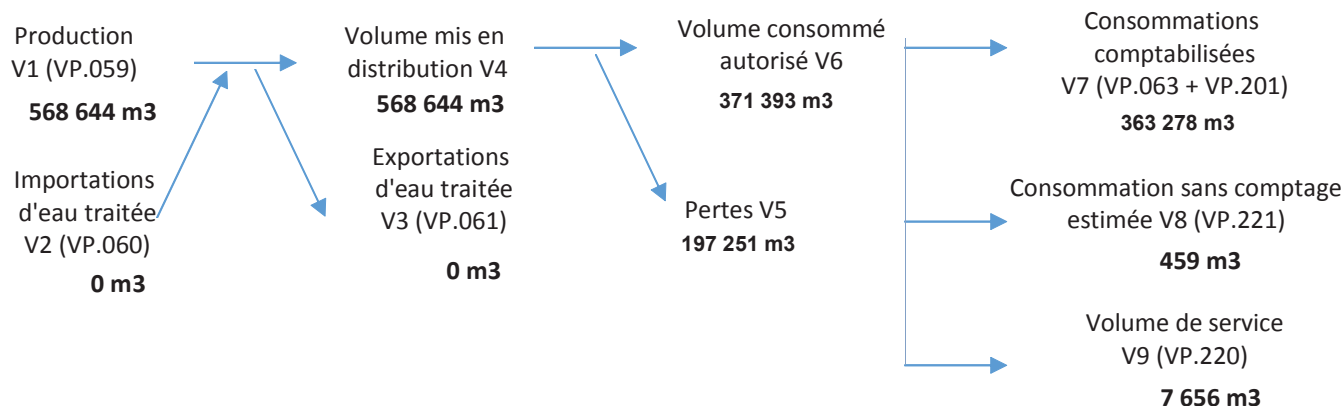 Production
V1 (VP.059)
568 644 m3
Importations
d'eau traitée
V2 (VP.060)
0 m3
Volume mis en
distribution V4
568 644 m3
Exportations
d'eau traitée
V3 (VP.061)
0 m3
Volume consommé
autorisé V6
371 393 m3
Pertes V5
197 251 m3
Consommations
comptabilisées
V7 (VP.063 + VP.201)
363 278 m3
Consommation sans comptage
estimée V8 (VP.221)
459 m3
Volume de service
V9 (VP.220)
7 656 m3